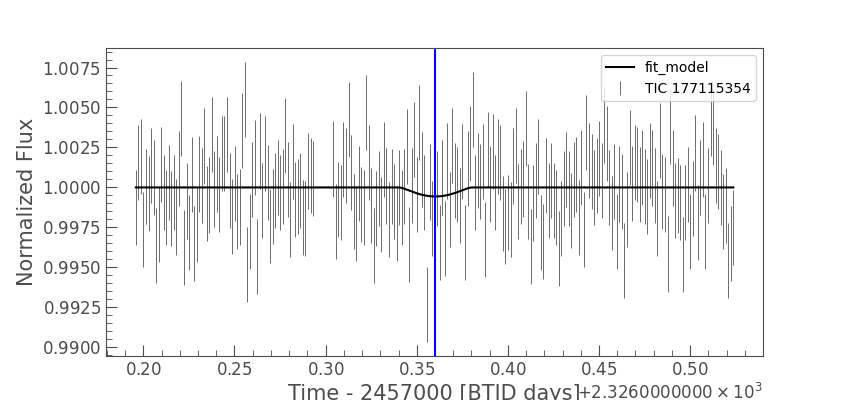 fit_model
TIC 177115354
Normalized Flux
1.0075
1.0050
1.0025
1.0000
0.9975
0.9950
0.9925
0.9900
0.20 0.25 0.30 0.35 0.40 0.45 0.50
Time - 2457000 [BTJD days]
+2.3260000000 × 10³